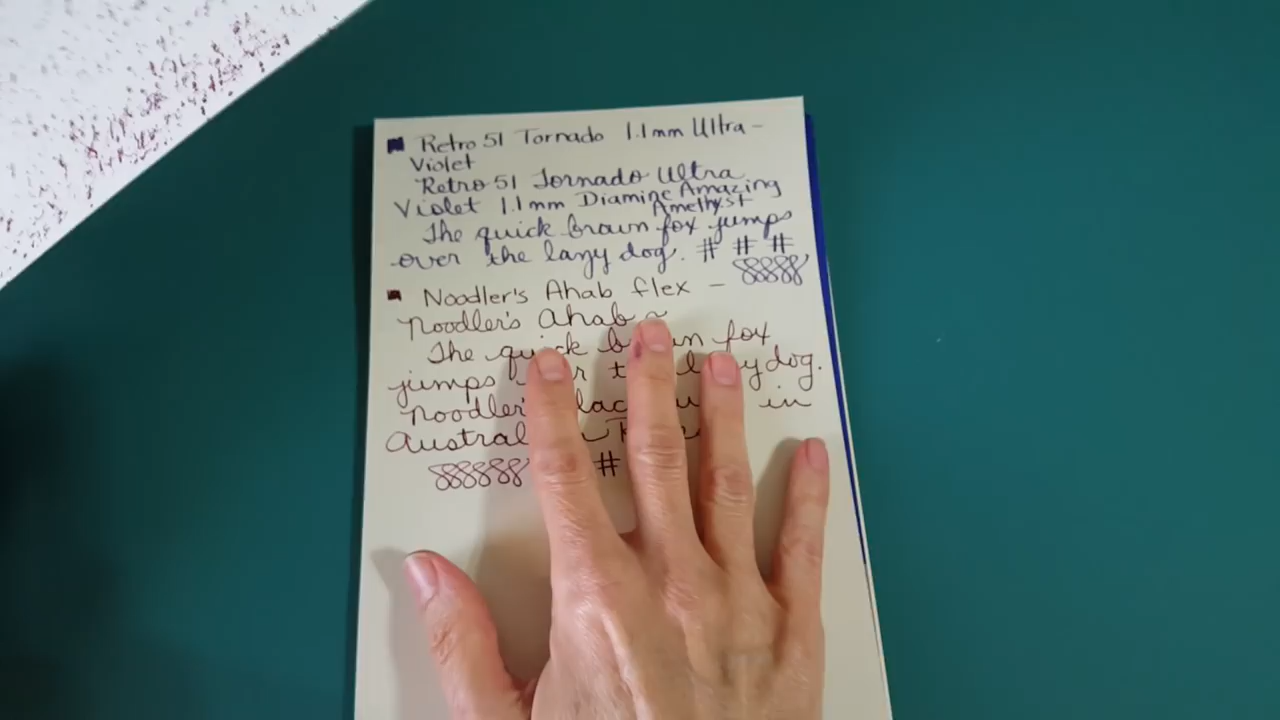 Retro 51 Tornado 1.1mm Ultra-
Violet
Retro 51 Tornado Ultra
Violet 1.1mm Diamine Amazing
Amethyst
The quick brown fox jumps
over the lazy dog. # # #
Noodler's Ahab flex -
Noodler's Ahab
The quick fox
jumps dog.
Noodler's in
#